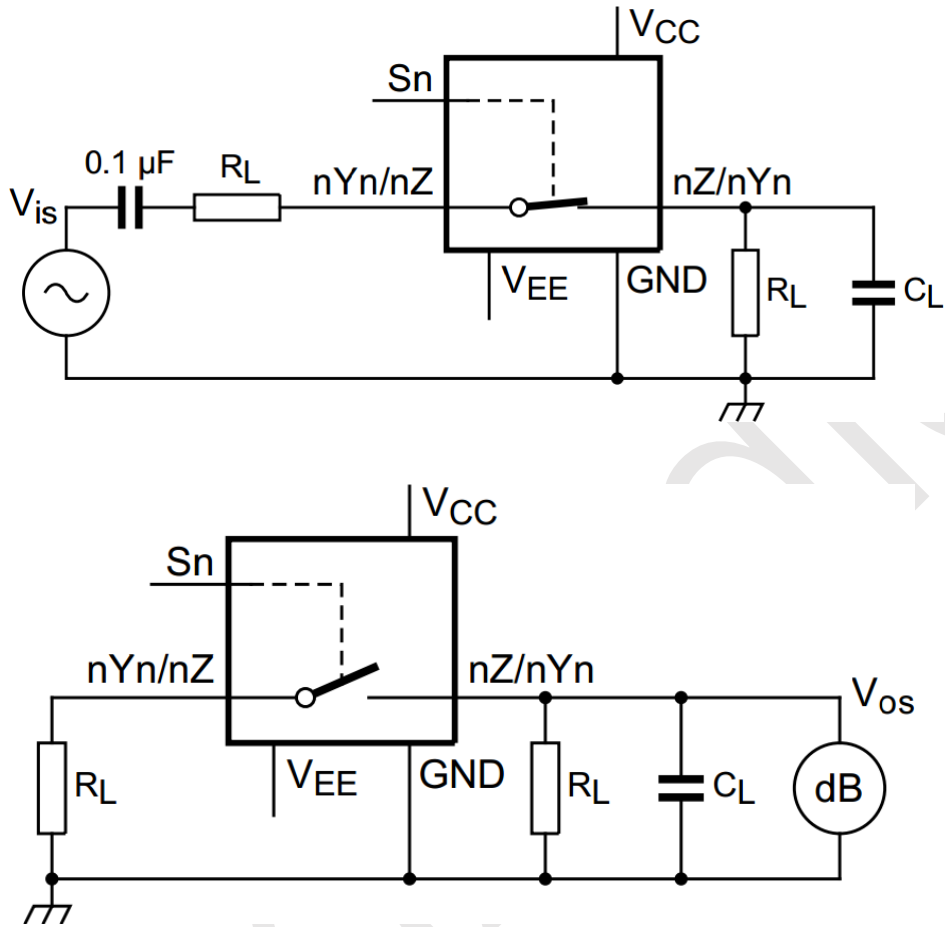 VCC
Sn
0.1 µF
RL
nYn/nZ
nZ/nYn
Vis
VEE
GND
RL
CL
VCC
Sn
nYn/nZ
nZ/nYn
Vos
RL
VEE
GND
RL
CL
dB